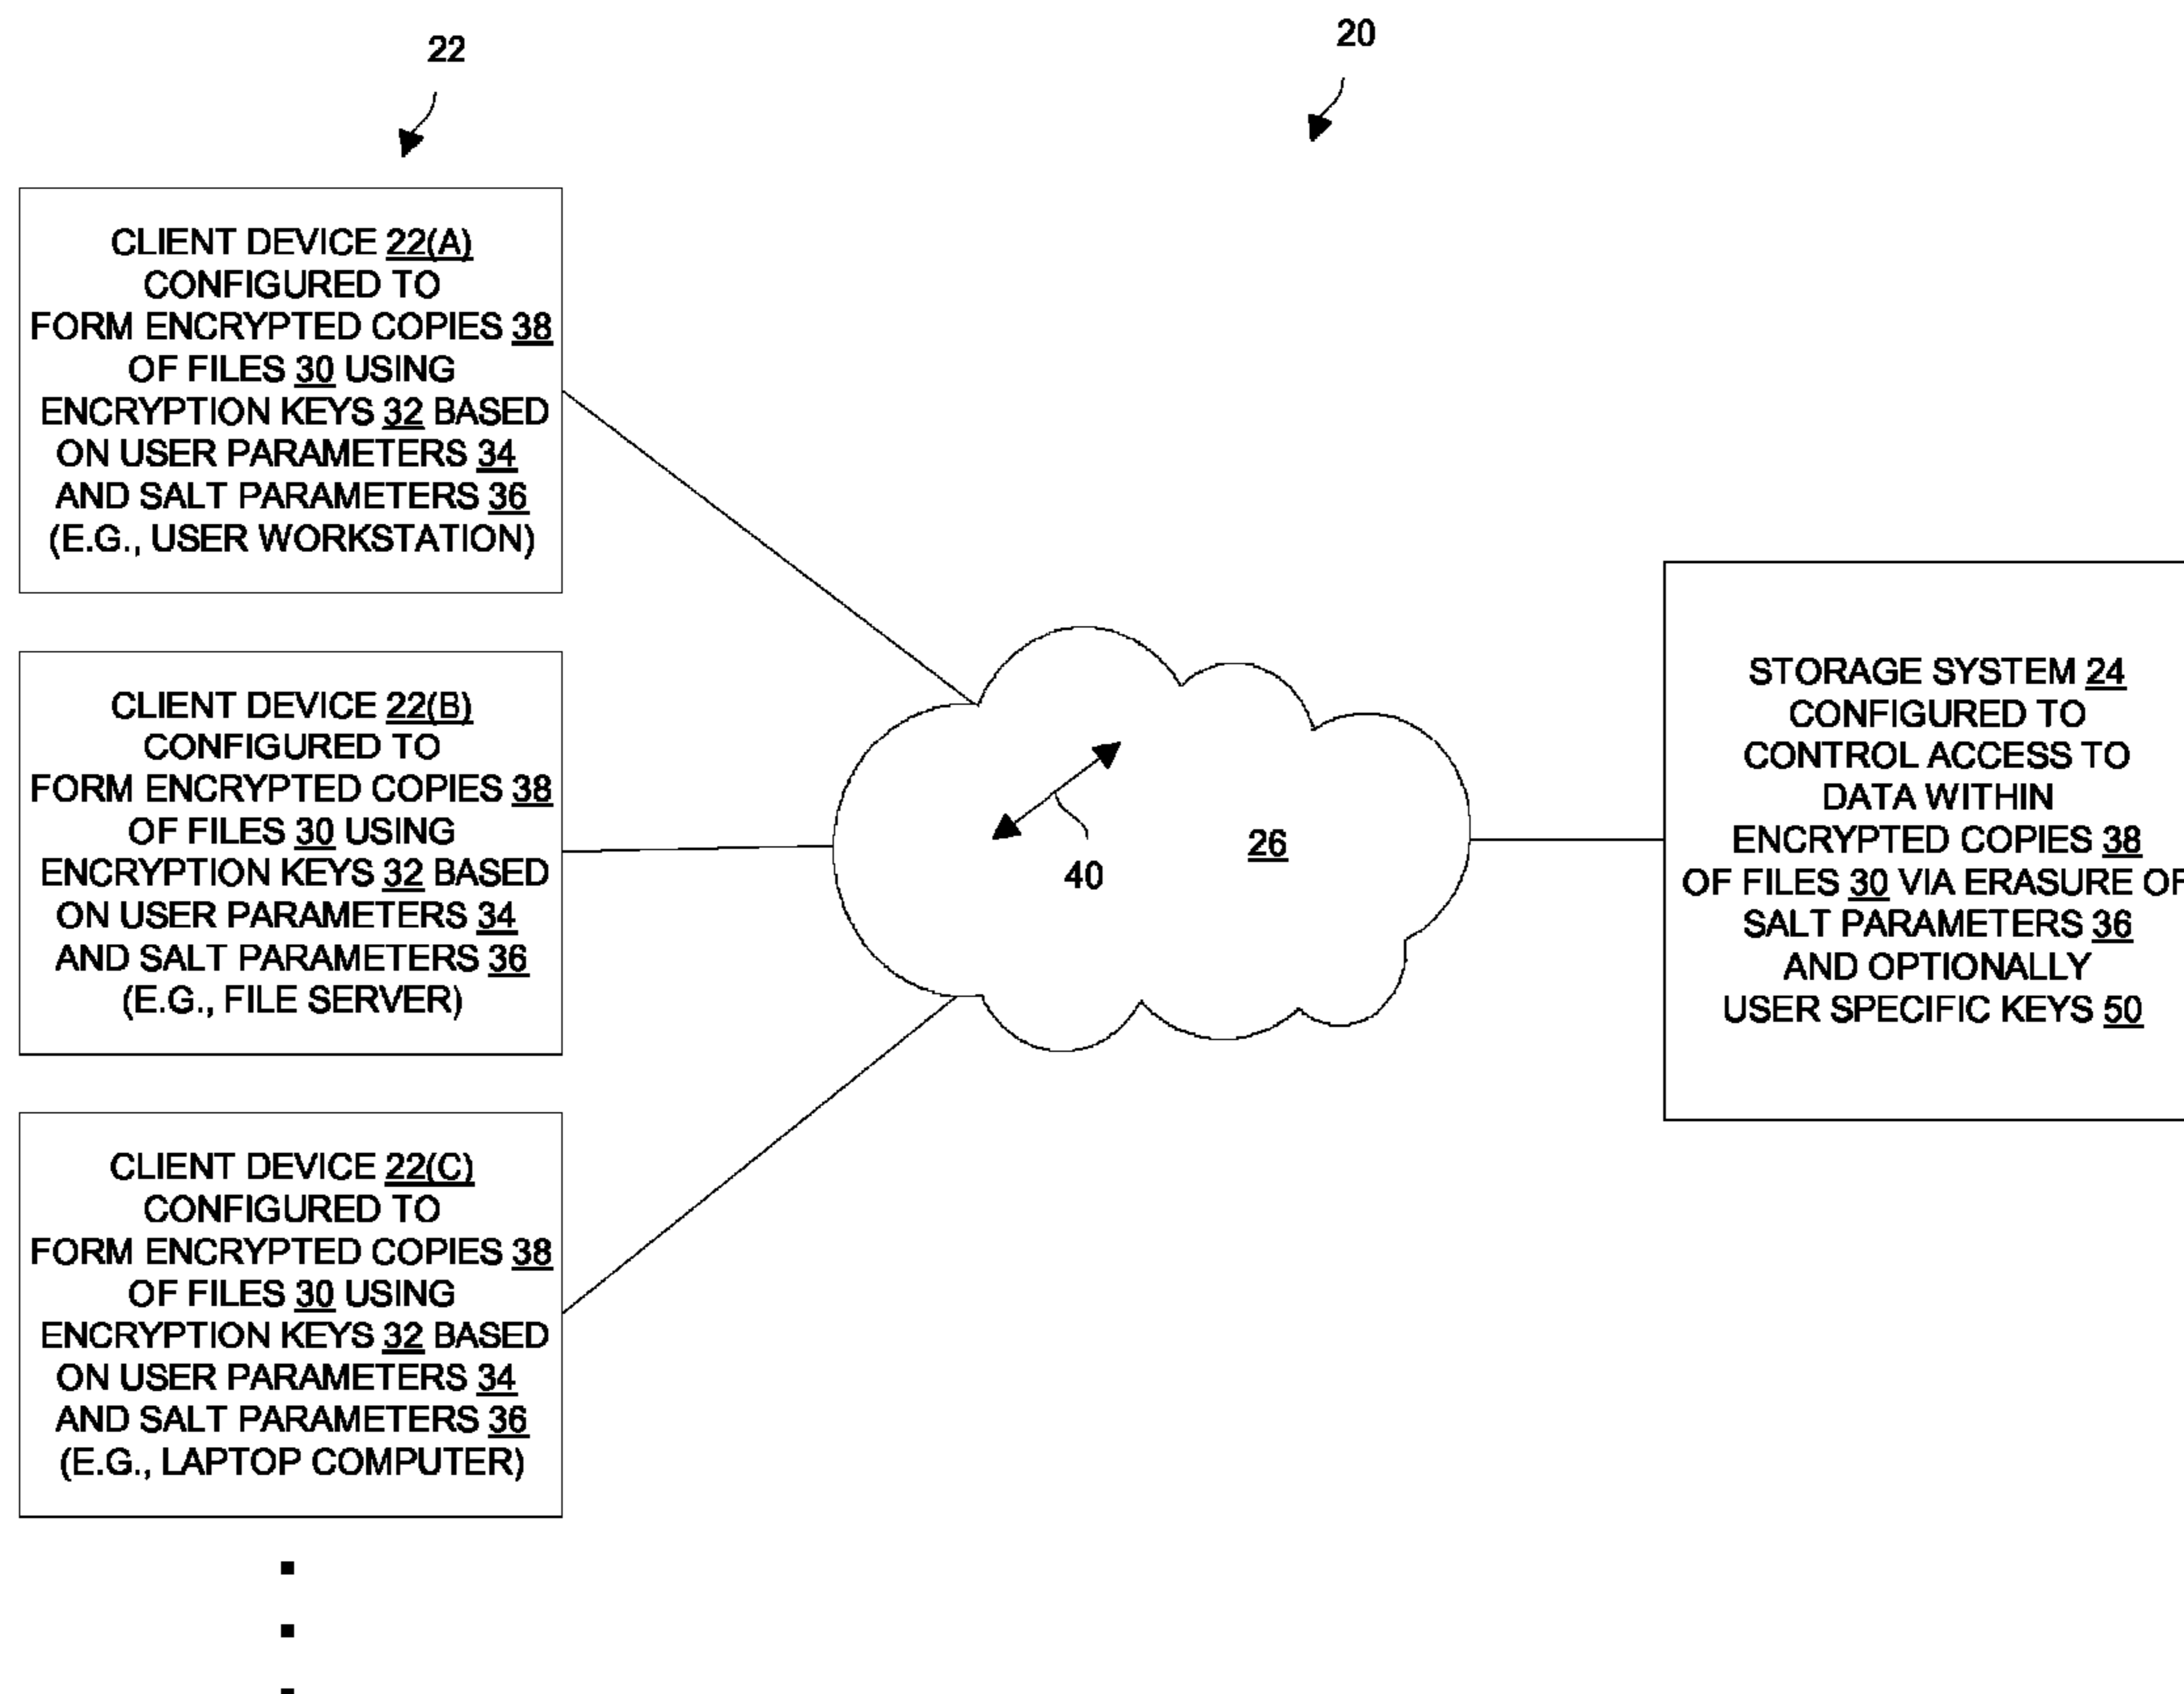 22
20
CLIENT DEVICE 22(A)
CONFIGURED TO
FORM ENCRYPTED COPIES 38
OF FILES 30 USING
ENCRYPTION KEYS 32 BASED
ON USER PARAMETERS 34
AND SALT PARAMETERS 36
(E.G., USER WORKSTATION)
CLIENT DEVICE 22(B)
CONFIGURED TO
FORM ENCRYPTED COPIES 38
OF FILES 30 USING
ENCRYPTION KEYS 32 BASED
ON USER PARAMETERS 34
AND SALT PARAMETERS 36
(E.G., FILE SERVER)
CLIENT DEVICE 22(C)
CONFIGURED TO
FORM ENCRYPTED COPIES 38
OF FILES 30 USING
ENCRYPTION KEYS 32 BASED
ON USER PARAMETERS 34
AND SALT PARAMETERS 36
(E.G., LAPTOP COMPUTER)
40
26
STORAGE SYSTEM 24
CONFIGURED TO
CONTROL ACCESS TO
DATA WITHIN
ENCRYPTED COPIES 38
OF FILES 30 VIA ERASURE OF
SALT PARAMETERS 36
AND OPTIONALLY
USER SPECIFIC KEYS 50